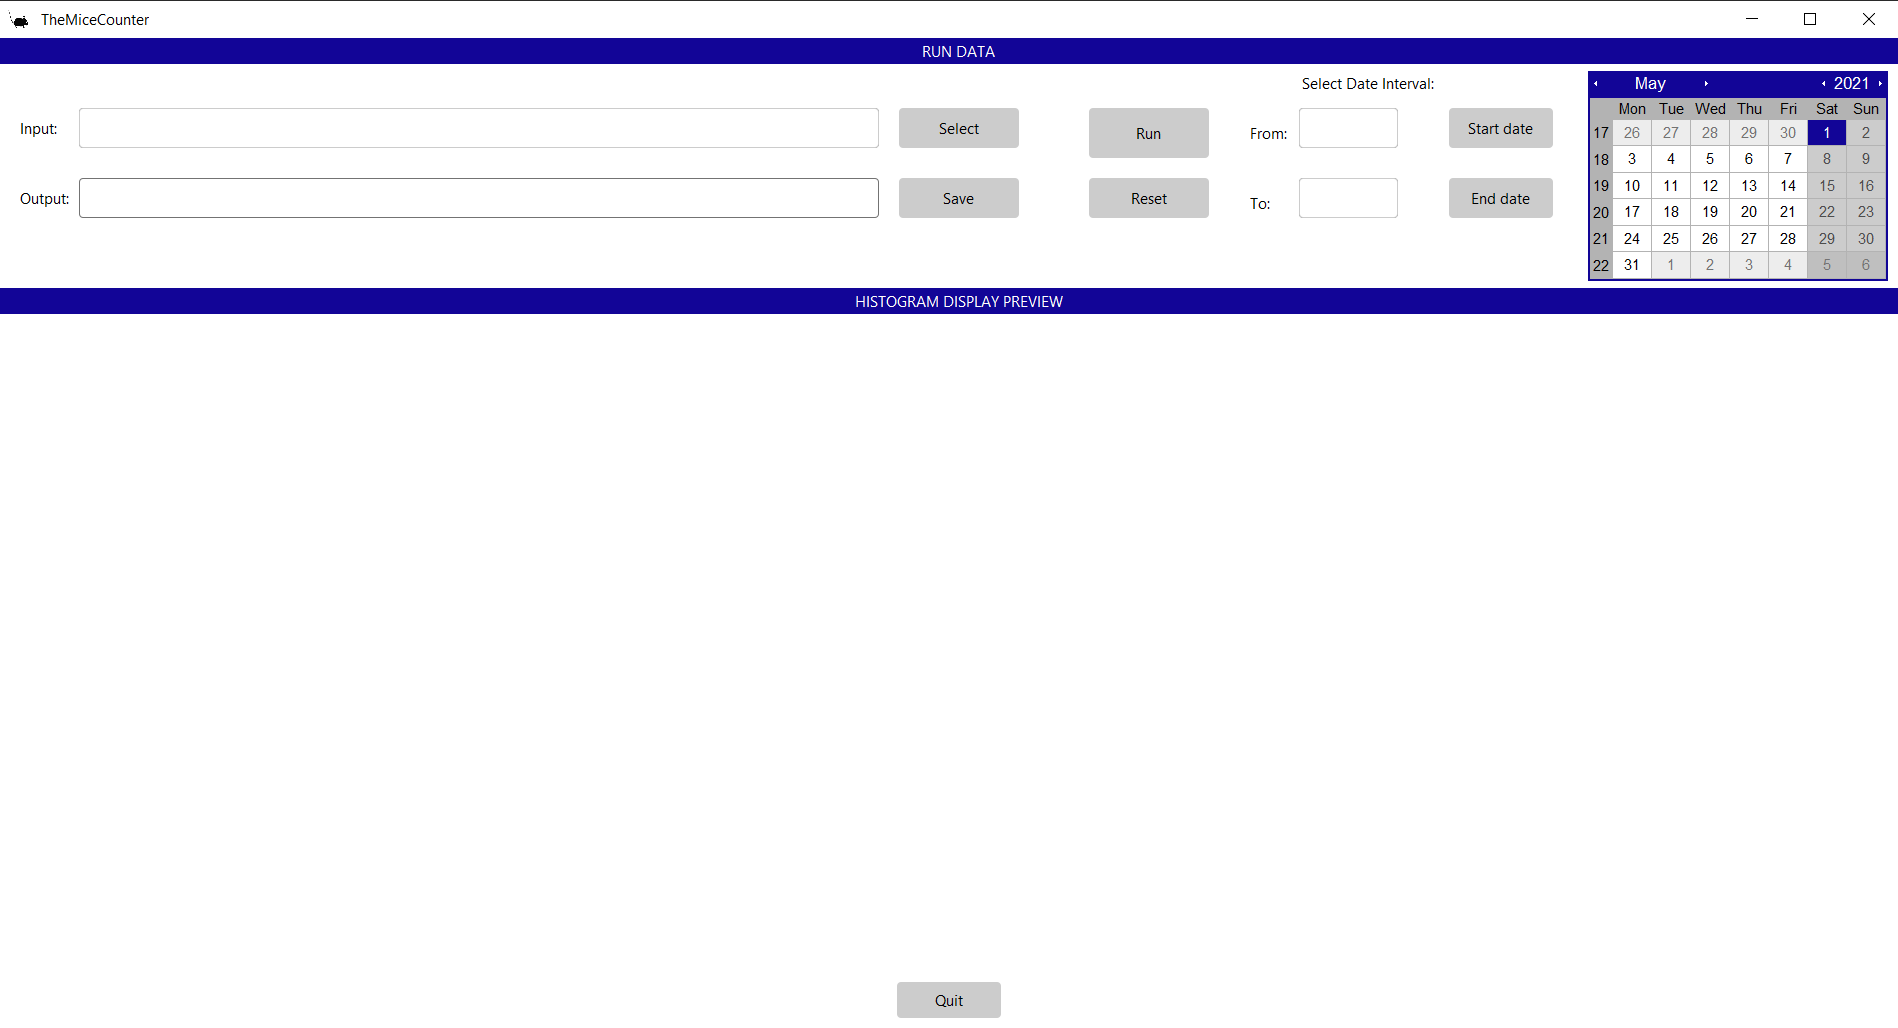 TheMiceCounter
RUN DATA
Select Date Interval:
Input:
Select
Run
From:
Start date
Output:
Save
Reset
To:
End date
May 2021
Mon Tue Wed Thu Fri Sat Sun
17 26 27 28 29 30 1 2
18 3 4 5 6 7 8 9
19 10 11 12 13 14 15 16
20 17 18 19 20 21 22 23
21 24 25 26 27 28 29 30
22 31 1 2 3 4 5 6
HISTOGRAM DISPLAY PREVIEW
Quit